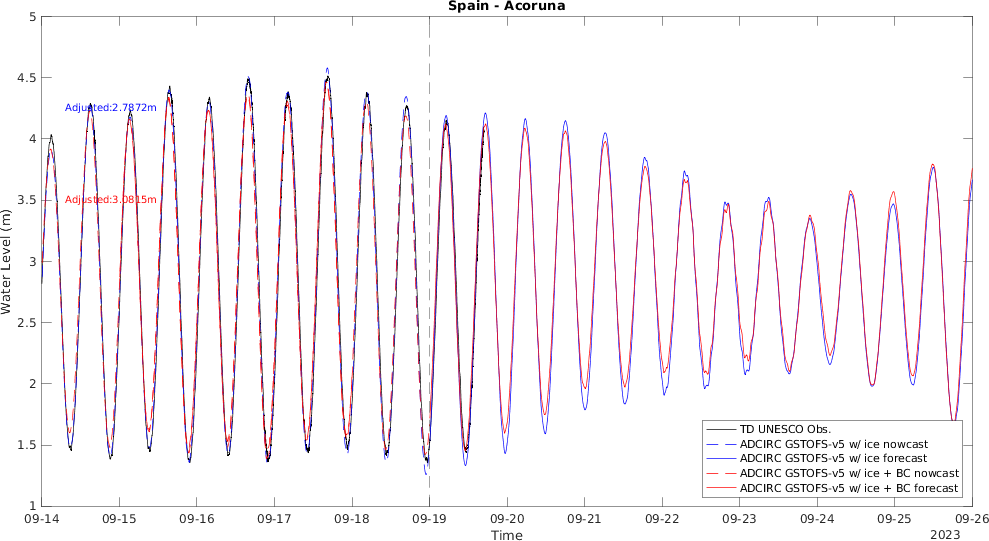 Spain - Acoruna
5
4.5
4
3.5
3
2.5
2
1.5
1
Water Level (m)
Adjusted:2.7872m
Adjusted:3.0815m
TD UNESCO Obs.
ADCIRC GSTOFS-v5 w/ ice nowcast
ADCIRC GSTOFS-v5 w/ ice forecast
ADCIRC GSTOFS-v5 w/ ice + BC nowcast
ADCIRC GSTOFS-v5 w/ ice + BC forecast
09-14 09-15 09-16 09-17 09-18 09-19 09-20 09-21 09-22 09-23 09-24 09-25 09-26
Time
2023